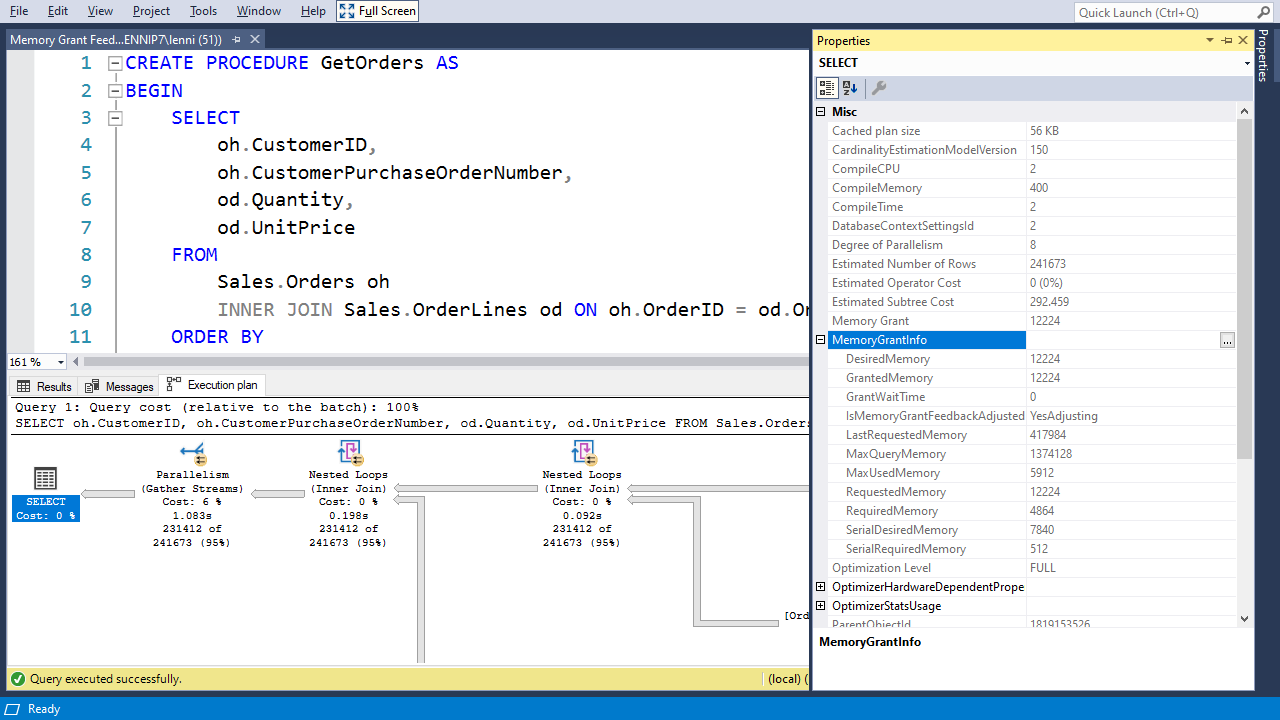 File Edit View Project Tools Window Help Full Screen
Quick Launch (Ctrl+Q)
Memory Grant Feed...ENNIP7\lenni (51))
1 CREATE PROCEDURE GetOrders AS
2 BEGIN
3 SELECT
4 oh.CustomerID,
5 oh.CustomerPurchaseOrderNumber,
6 od.Quantity,
7 od.UnitPrice
8 FROM
9 Sales.Orders oh
10 INNER JOIN Sales.OrderLines od ON oh.OrderID = od.Or
11 ORDER BY
161 %
Results Messages Execution plan
Query 1: Query cost (relative to the batch): 100%
SELECT oh.CustomerID, oh.CustomerPurchaseOrderNumber, od.Quantity, od.UnitPrice FROM Sales.Orders
SELECT
Cost: 0 %
Parallelism
(Gather Streams)
Cost: 6 %
1.083s
231412 of
241673 (95%)
Nested Loops
(Inner Join)
Cost: 0 %
0.198s
231412 of
241673 (95%)
Nested Loops
(Inner Join)
Cost: 0 %
0.092s
231412 of
241673 (95%)
[Ord
Query executed successfully.
(local) (
Properties
SELECT
Misc
Cached plan size 56 KB
CardinalityEstimationModelVersion 150
CompileCPU 2
CompileMemory 400
CompileTime 2
DatabaseContextSettingsId 2
Degree of Parallelism 8
Estimated Number of Rows 241673
Estimated Operator Cost 0 (0%)
Estimated Subtree Cost 292.459
Memory Grant 12224
MemoryGrantInfo ...
DesiredMemory 12224
GrantedMemory 12224
GrantWaitTime 0
IsMemoryGrantFeedbackAdjusted YesAdjusting
LastRequestedMemory 417984
MaxQueryMemory 1374128
MaxUsedMemory 5912
RequestedMemory 12224
RequiredMemory 4864
SerialDesiredMemory 7840
SerialRequiredMemory 512
Optimization Level FULL
OptimizerHardwareDependentPrope
OptimizerStatsUsage
ParentObjectId 1819153526
MemoryGrantInfo
Properties
Ready